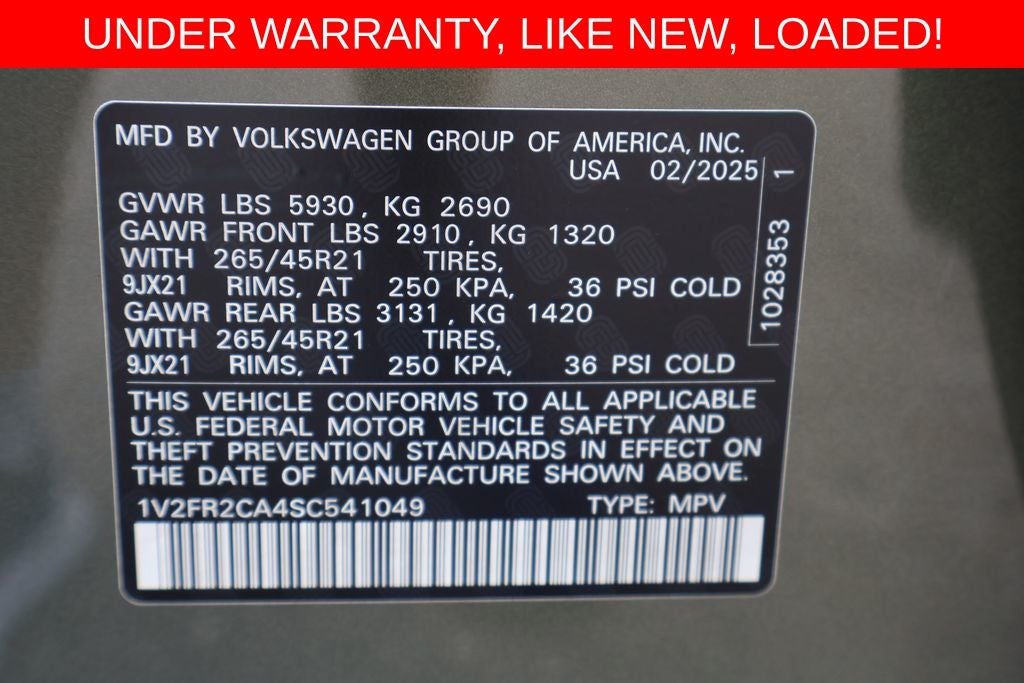 UNDER WARRANTY, LIKE NEW, LOADED!
MFD BY VOLKSWAGEN GROUP OF AMERICA, INC.
USA 02/2025
GVWR LBS 5930, KG 2690
GAWR FRONT LBS 2910, KG 1320
WITH 265/45R21 TIRES,
9JX21 RIMS, AT 250 KPA, 36 PSI COLD
GAWR REAR LBS 3131, KG 1420
WITH 265/45R21 TIRES,
9JX21 RIMS, AT 250 KPA, 36 PSI COLD
1028353 1
THIS VEHICLE CONFORMS TO ALL APPLICABLE
U.S. FEDERAL MOTOR VEHICLE SAFETY AND
THEFT PREVENTION STANDARDS IN EFFECT ON
THE DATE OF MANUFACTURE SHOWN ABOVE.
1V2FR2CA4SC541049 TYPE: MPV